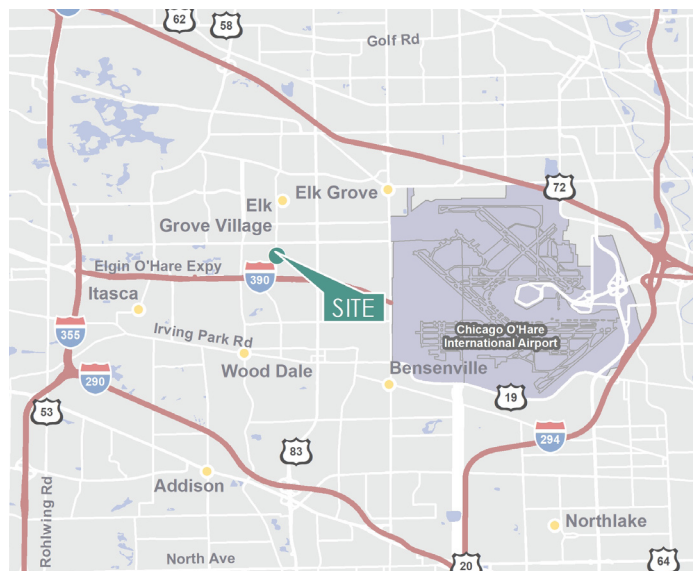 62
58
Golf Rd
72
Elk Grove
Elk
Grove Village
Elgin O'Hare Expy
390
Itasca
SITE
355
Irving Park Rd
Chicago O'Hare
International Airport
Wood Dale
Bensenville
290
19
53
83
294
Addison
Rohlwing Rd
Northlake
North Ave
20
64